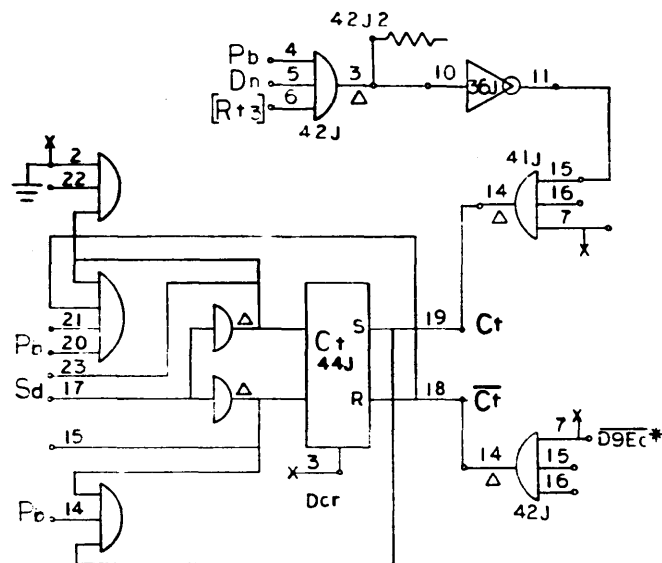 42J2
Pb 4
Dn 5 3 10 36J 11
[Rt3] 6 Δ
42J
41J
X
2
22
15
14 16
Δ 7
X
Δ
21
Pb 20
23
Sd 17
Ct S 19 Ct
44J
Δ
R 18 C̅t̅
15
X 3
Dcr
X
7 D̅9̅E̅c̅*
14 15
Δ 16
42J
Pb 14